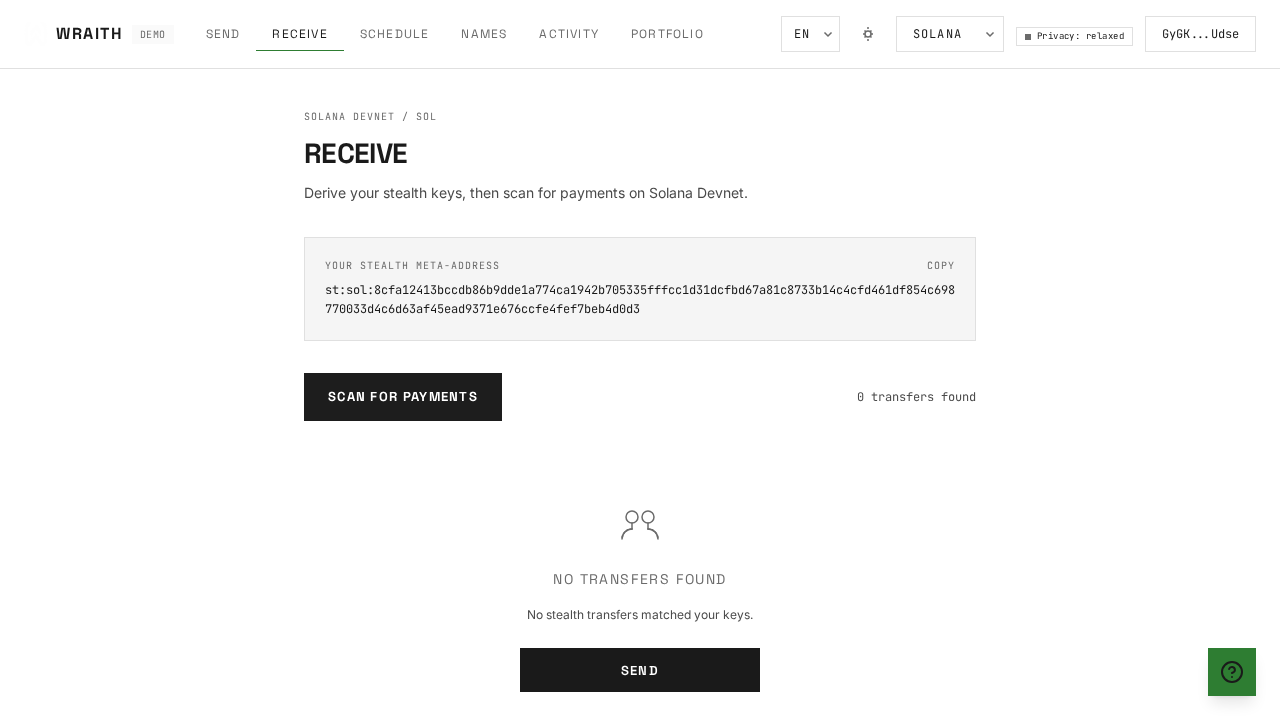 WRAITH DEMO SEND RECEIVE SCHEDULE NAMES ACTIVITY PORTFOLIO EN SOLANA Privacy: relaxed GyGK...Udse
SOLANA DEVNET / SOL
RECEIVE
Derive your stealth keys, then scan for payments on Solana Devnet.
YOUR STEALTH META-ADDRESS COPY
st:sol:8cfa12413bccdb86b9dde1a774ca1942b705335fffcc1d31dcfbd67a81c8733b14c4cfd461df854c698
770033d4c6d63af45ead9371e676ccfe4fef7beb4d0d3
SCAN FOR PAYMENTS 0 transfers found
NO TRANSFERS FOUND
No stealth transfers matched your keys.
SEND